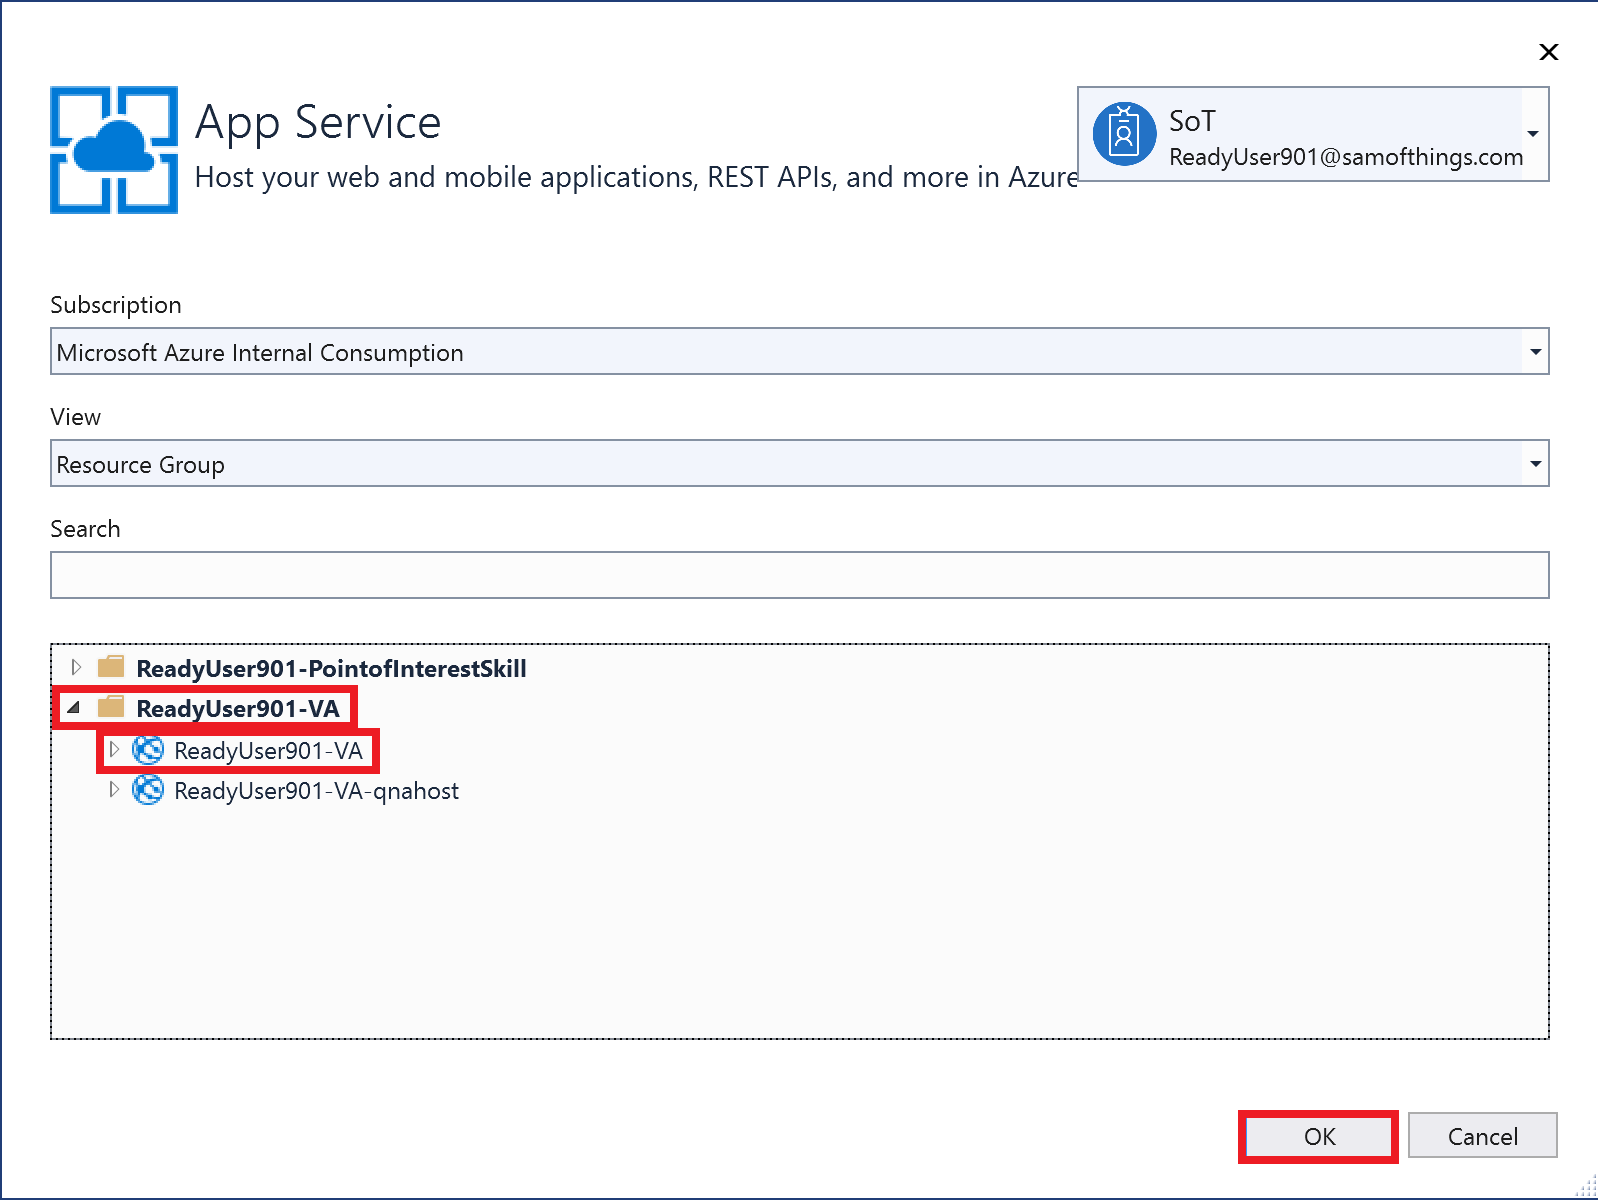 App Service
Host your web and mobile applications, REST APIs, and more in Azure
SoT
ReadyUser901@samofthings.com
Subscription
Microsoft Azure Internal Consumption
View
Resource Group
Search
ReadyUser901-PointofInterestSkill
ReadyUser901-VA
ReadyUser901-VA
ReadyUser901-VA-qnahost
OK
Cancel